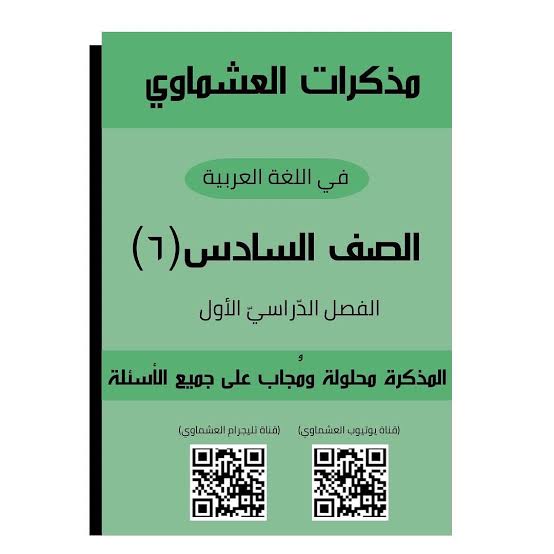 مذكرات العشماوي
في اللغة العربية
الصف السادس(٦)
الفصل الدّراسيّ الأول
المذكرة محلولة ومُجاب على جميع الأسئلة
(قناة يوتيوب العشماوي) (قناة تليجرام العشماوي)